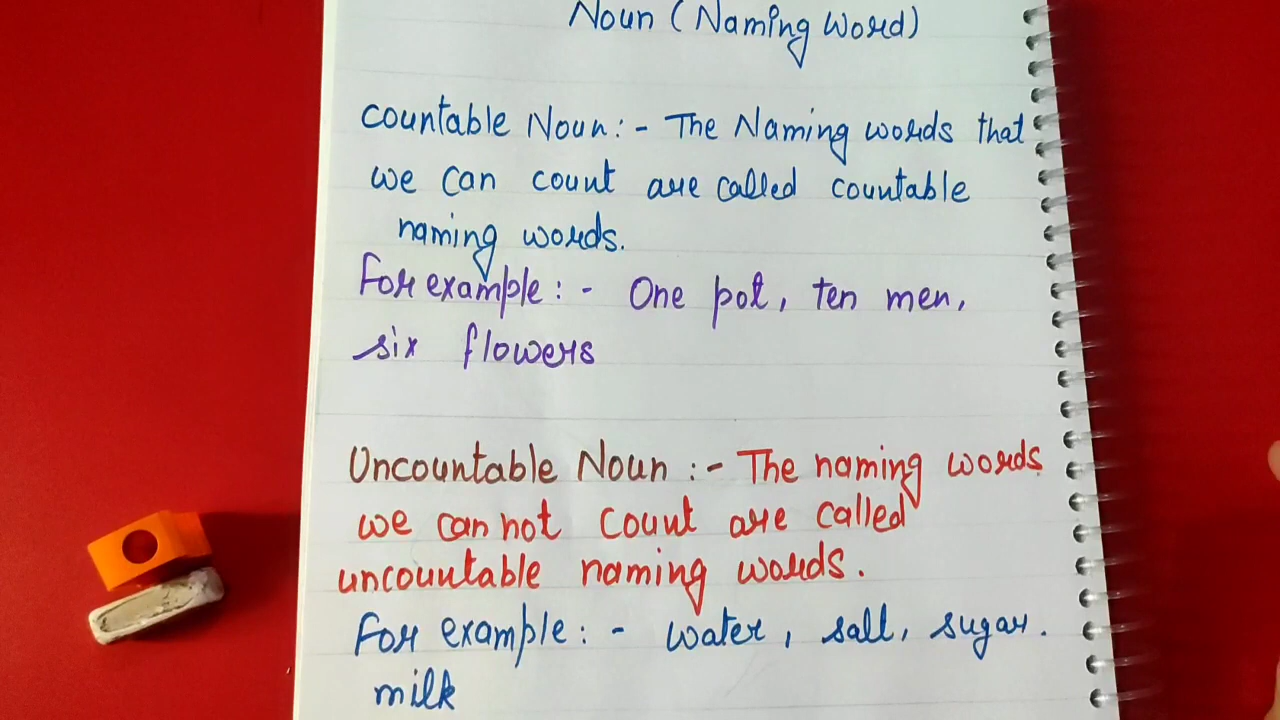 Noun (Naming Word)
Countable Noun :- The Naming words that
we can count are called countable
naming words.
For example :- One pot, ten men,
six flowers
Uncountable Noun :- The naming words
we can not count are called
uncountable naming words.
For example :- water, salt, sugar.
milk